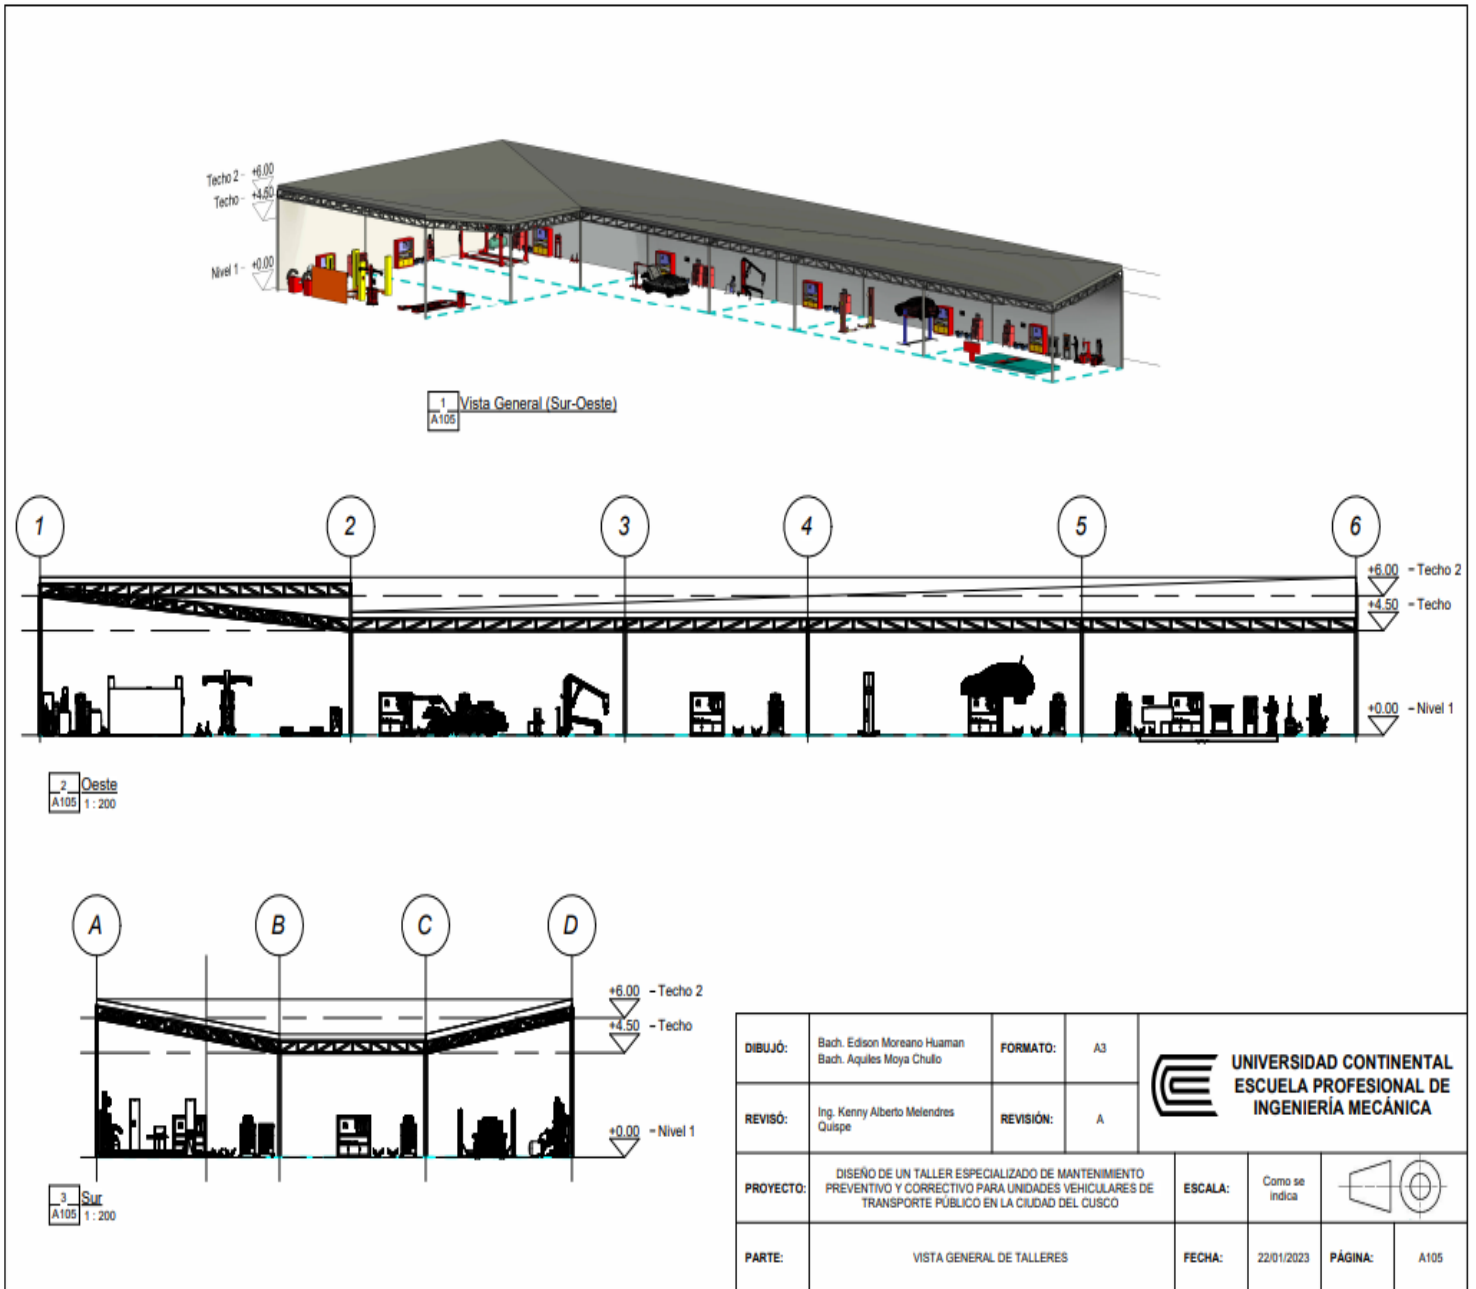 Techo 2 - +6.00
Techo - +4.50
Nivel 1 - +0.00
1
A105
Vista General (Sur-Oeste)
1
2
3
4
5
6
+6.00 - Techo 2
+4.50 - Techo
+0.00 - Nivel 1
2
A105
Oeste
1 : 200
A
B
C
D
+6.00 - Techo 2
+4.50 - Techo
+0.00 - Nivel 1
3
A105
Sur
1 : 200
DIBUJÓ:
Bach. Edison Moreano Huaman
Bach. Aquiles Moya Chullo
FORMATO:
A3
REVISÓ:
Ing. Kenny Alberto Melendres
Quispe
REVISIÓN:
A
UNIVERSIDAD CONTINENTAL
ESCUELA PROFESIONAL DE
INGENIERÍA MECÁNICA
PROYECTO:
DISEÑO DE UN TALLER ESPECIALIZADO DE MANTENIMIENTO
PREVENTIVO Y CORRECTIVO PARA UNIDADES VEHICULARES DE
TRANSPORTE PÚBLICO EN LA CIUDAD DEL CUSCO
ESCALA:
Como se
indica
PARTE:
VISTA GENERAL DE TALLERES
FECHA:
22/01/2023
PÁGINA:
A105